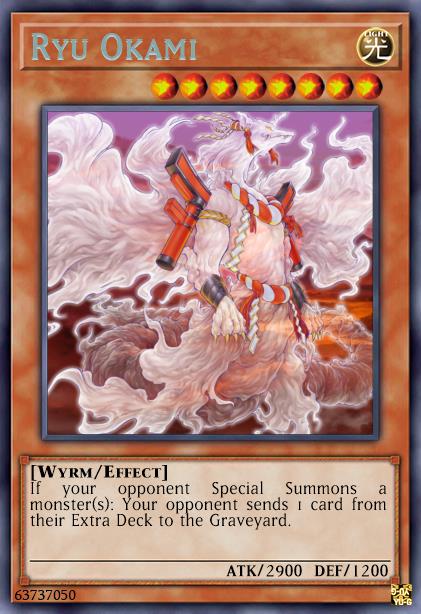 Ryu Okami
LIGHT
光
[Wyrm/Effect]
If your opponent Special Summons a
monster(s): Your opponent sends 1 card from
their Extra Deck to the Graveyard.
ATK/2900 DEF/1200
63737050